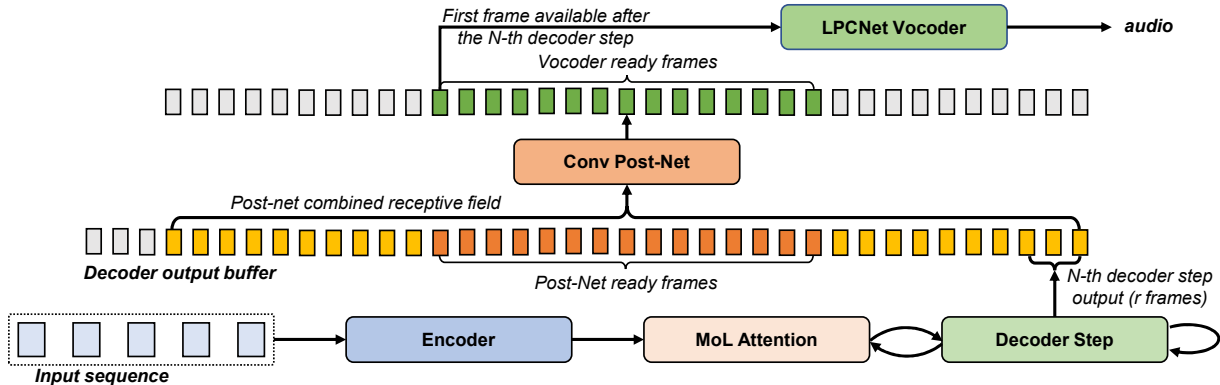 First frame available after
the N-th decoder step
LPCNet Vocoder
audio
Vocoder ready frames
Conv Post-Net
Post-net combined receptive field
Decoder output buffer
Post-Net ready frames
N-th decoder step
output (r frames)
Encoder
MoL Attention
Decoder Step
Input sequence